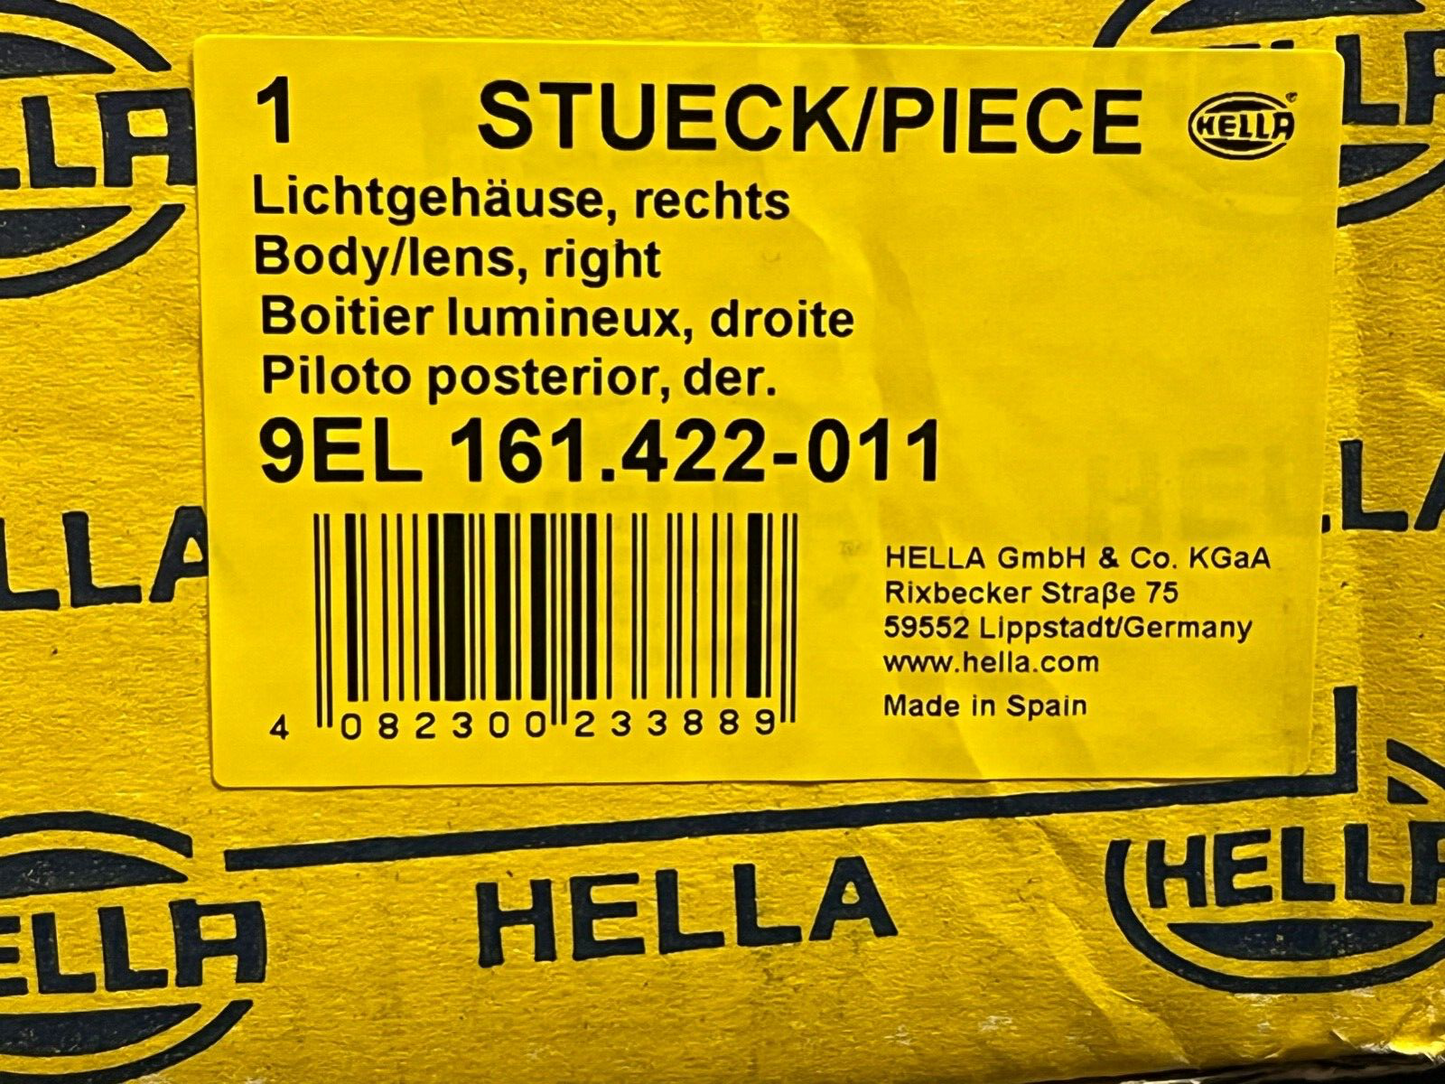 1 STUECK/PIECE HELLA
Lichtgehäuse, rechts
Body/lens, right
Boitier lumineux, droite
Piloto posterior, der.
9EL 161.422-011
4 082300 233889
HELLA GmbH & Co. KGaA
Rixbecker Straße 75
59552 Lippstadt/Germany
www.hella.com
Made in Spain
HELLA
HELLA
HELLA